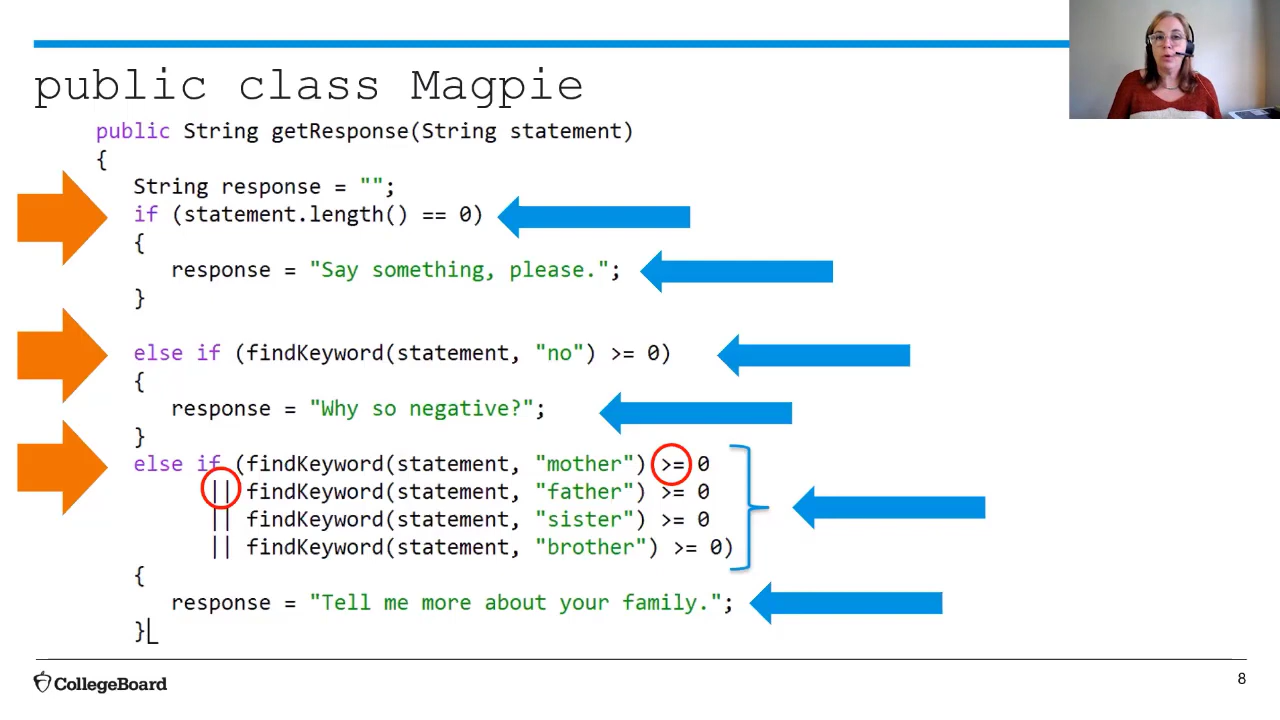 public class Magpie
public String getResponse(String statement)
{
String response = "";
if (statement.length() == 0)
{
response = "Say something, please.";
}
else if (findKeyword(statement, "no") >= 0)
{
response = "Why so negative?";
}
else if (findKeyword(statement, "mother") >= 0
|| findKeyword(statement, "father") >= 0
|| findKeyword(statement, "sister") >= 0
|| findKeyword(statement, "brother") >= 0)
{
response = "Tell me more about your family.";
}
CollegeBoard
8